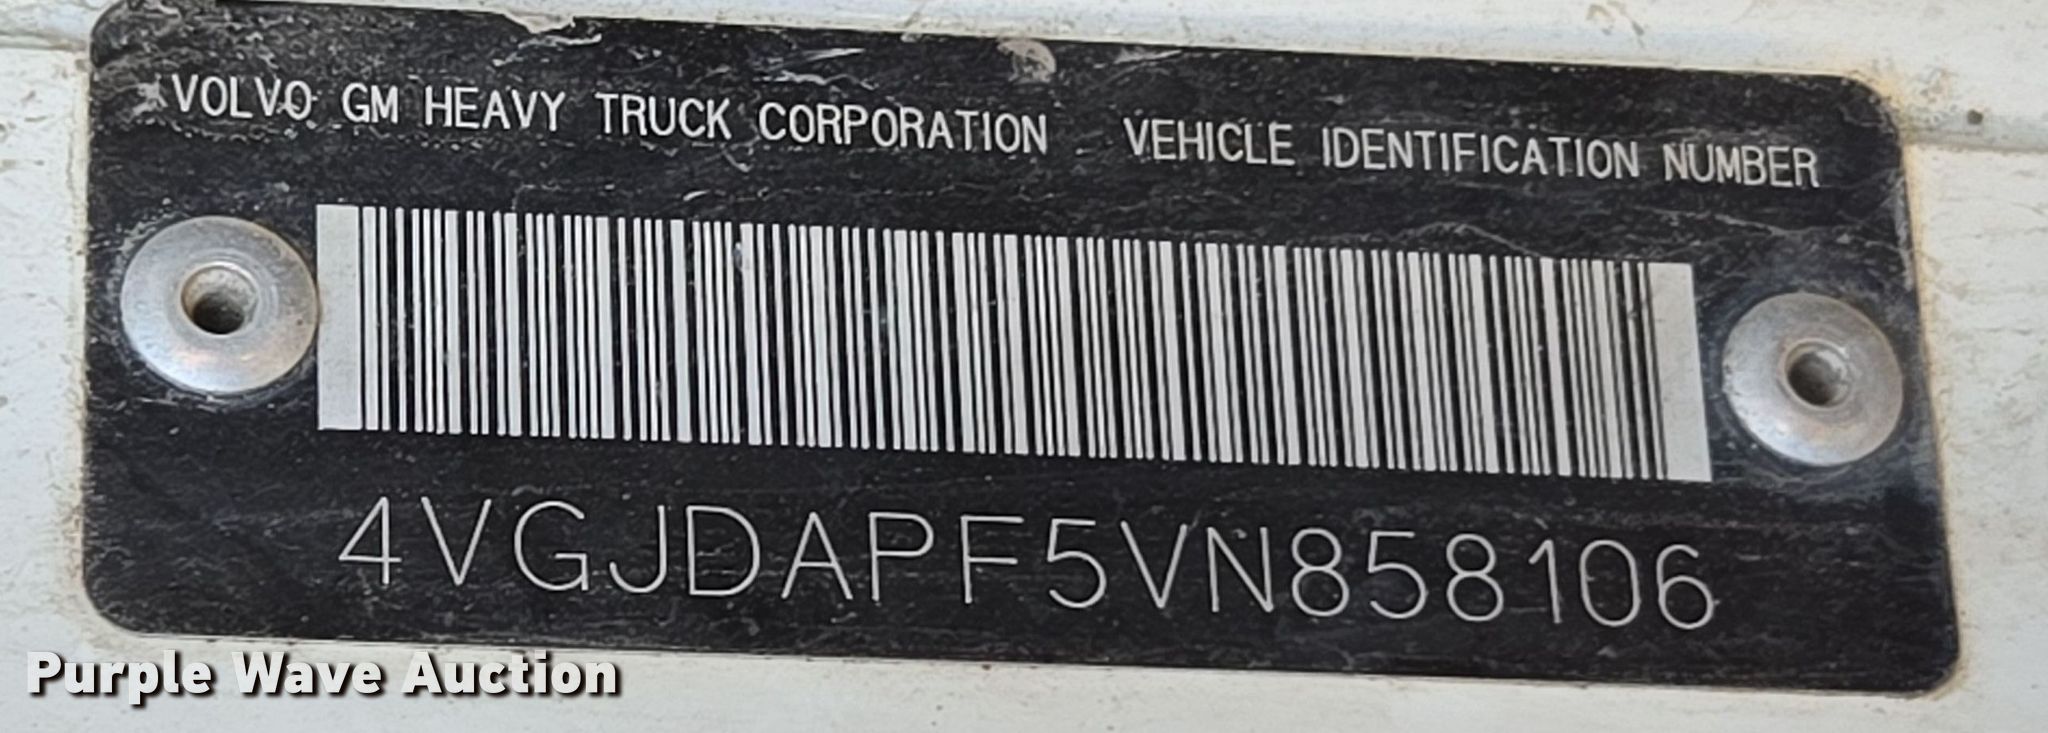 VOLVO GM HEAVY TRUCK CORPORATION VEHICLE IDENTIFICATION NUMBER
4VGJDAPF5VN858106
Purple Wave Auction